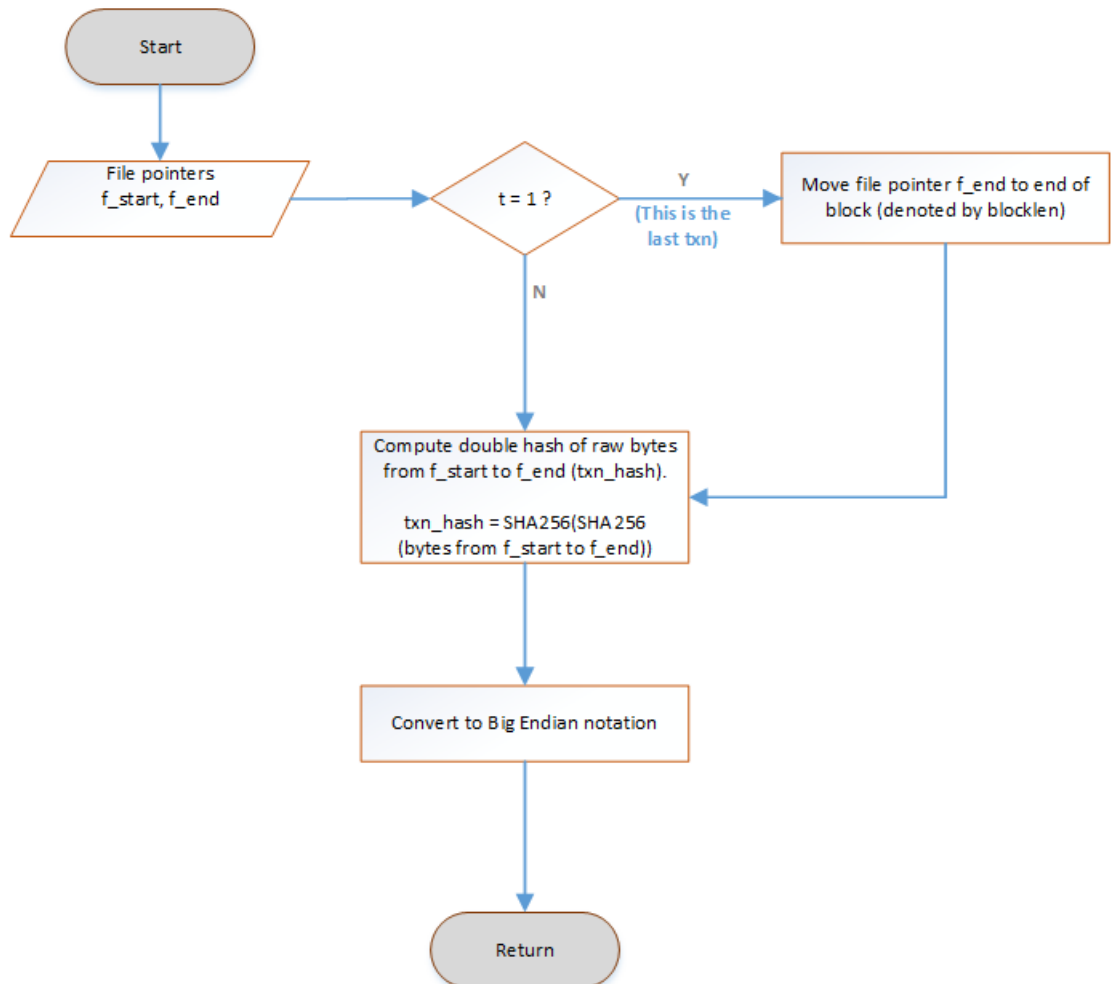 Start
File pointers
f_start, f_end
t = 1 ?
Y
(This is the
last txn)
Move file pointer f_end to end of
block (denoted by blocklen)
N
Compute double hash of raw bytes
from f_start to f_end (txn_hash).
txn_hash = SHA256(SHA256
(bytes from f_start to f_end))
Convert to Big Endian notation
Return